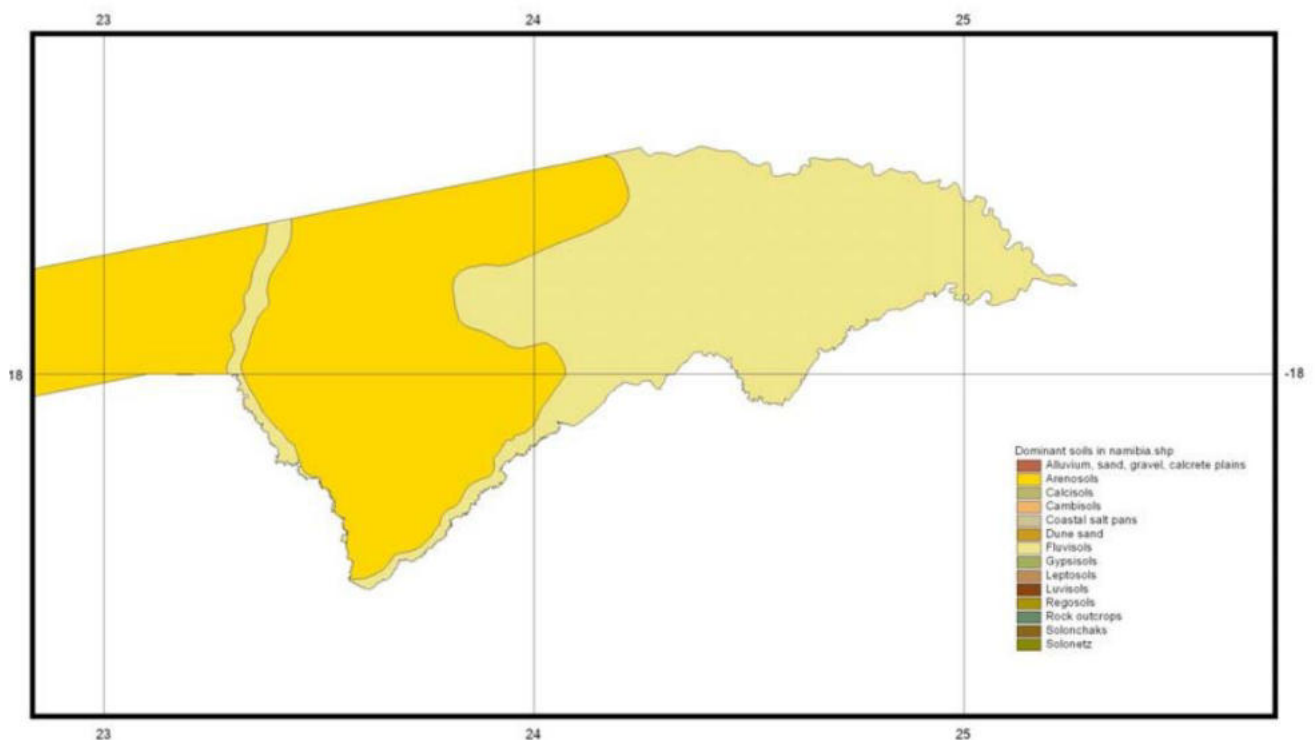 23 24 25
18 -18
Dominant soils in namibia.shp
Alluvium, sand, gravel, calcrete plains
Arenosols
Calcisols
Cambisols
Coastal salt pans
Dune sand
Fluvisols
Gypsisols
Leptosols
Luvisols
Regosols
Rock outcrops
Solonchaks
Solonetz
23 24 25